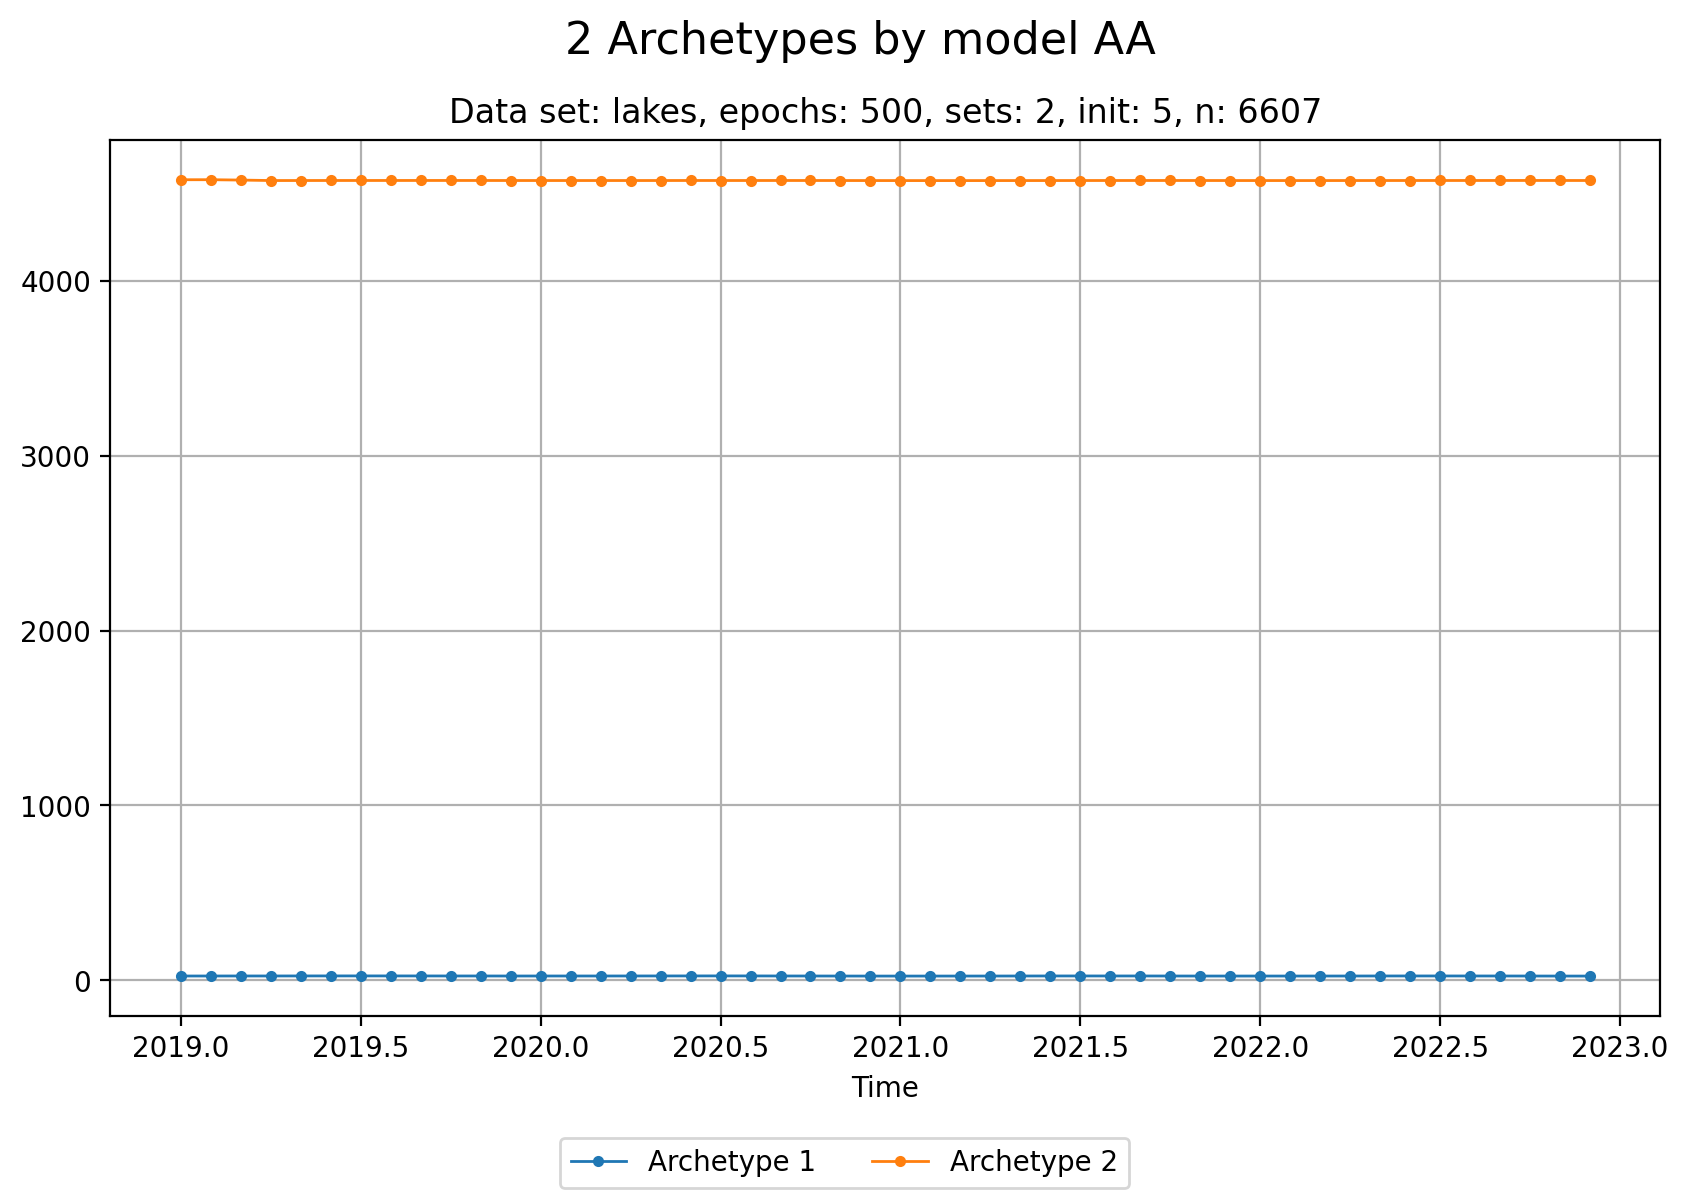 2 Archetypes by model AA
Data set: lakes, epochs: 500, sets: 2, init: 5, n: 6607
4000
3000
2000
1000
0
2019.0 2019.5 2020.0 2020.5 2021.0 2021.5 2022.0 2022.5 2023.0
Time
Archetype 1 Archetype 2